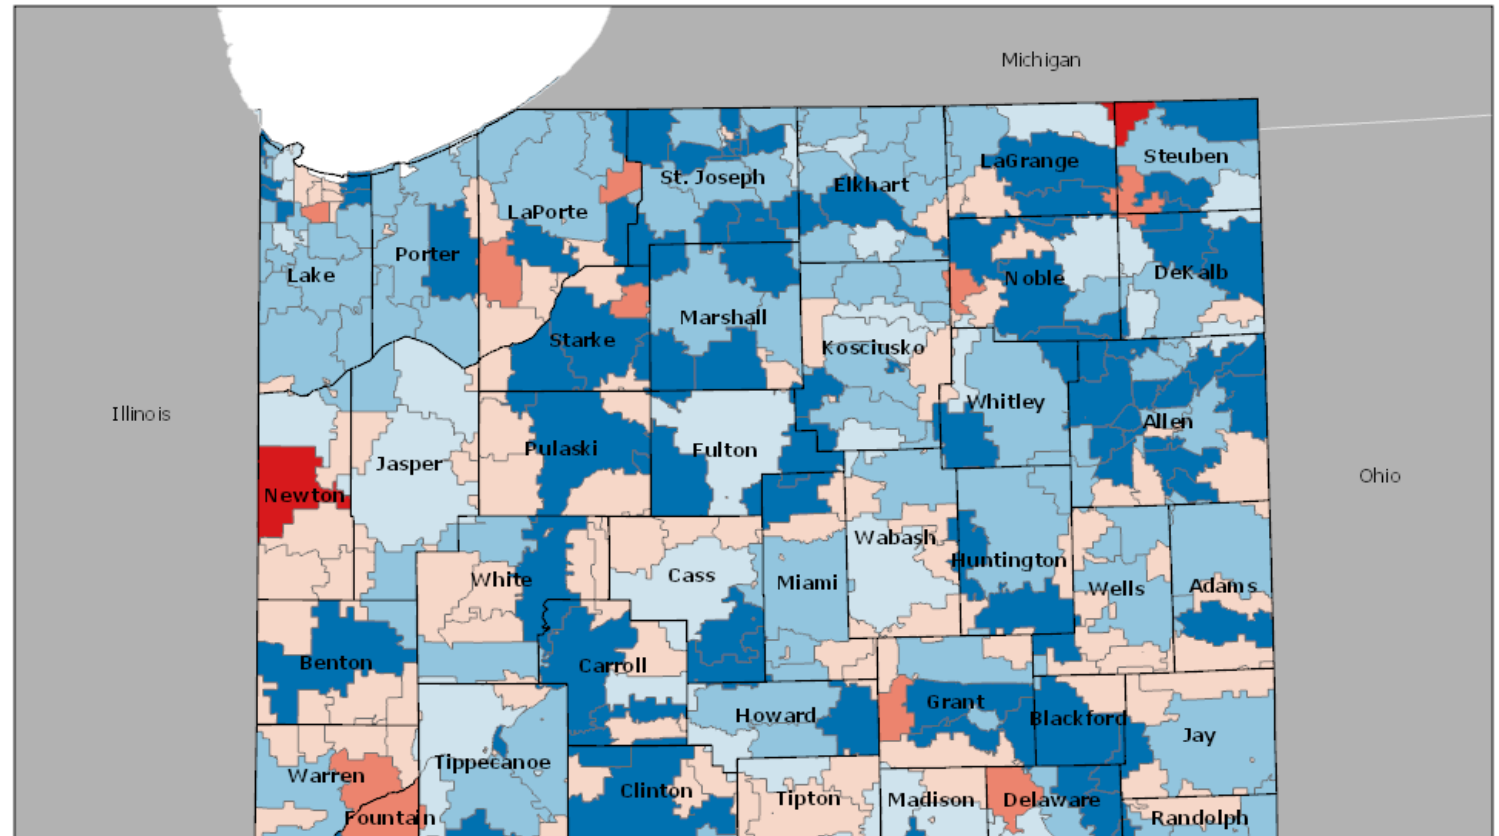 Michigan
LaGrange
Steuben
St. Joseph
Elkhart
LaPorte
Porter
Lake
Noble
DeKalb
Marshall
Starke
Kosciusko
Whitley
Illinois
Allen
Pulaski
Fulton
Jasper
Ohio
Newton
Wabash
Huntington
White
Cass
Miami
Wells
Adams
Benton
Carroll
Grant
Howard
Blackford
Jay
Tippecanoe
Warren
Clinton
Tipton
Madison
Delaware
Fountain
Randolph